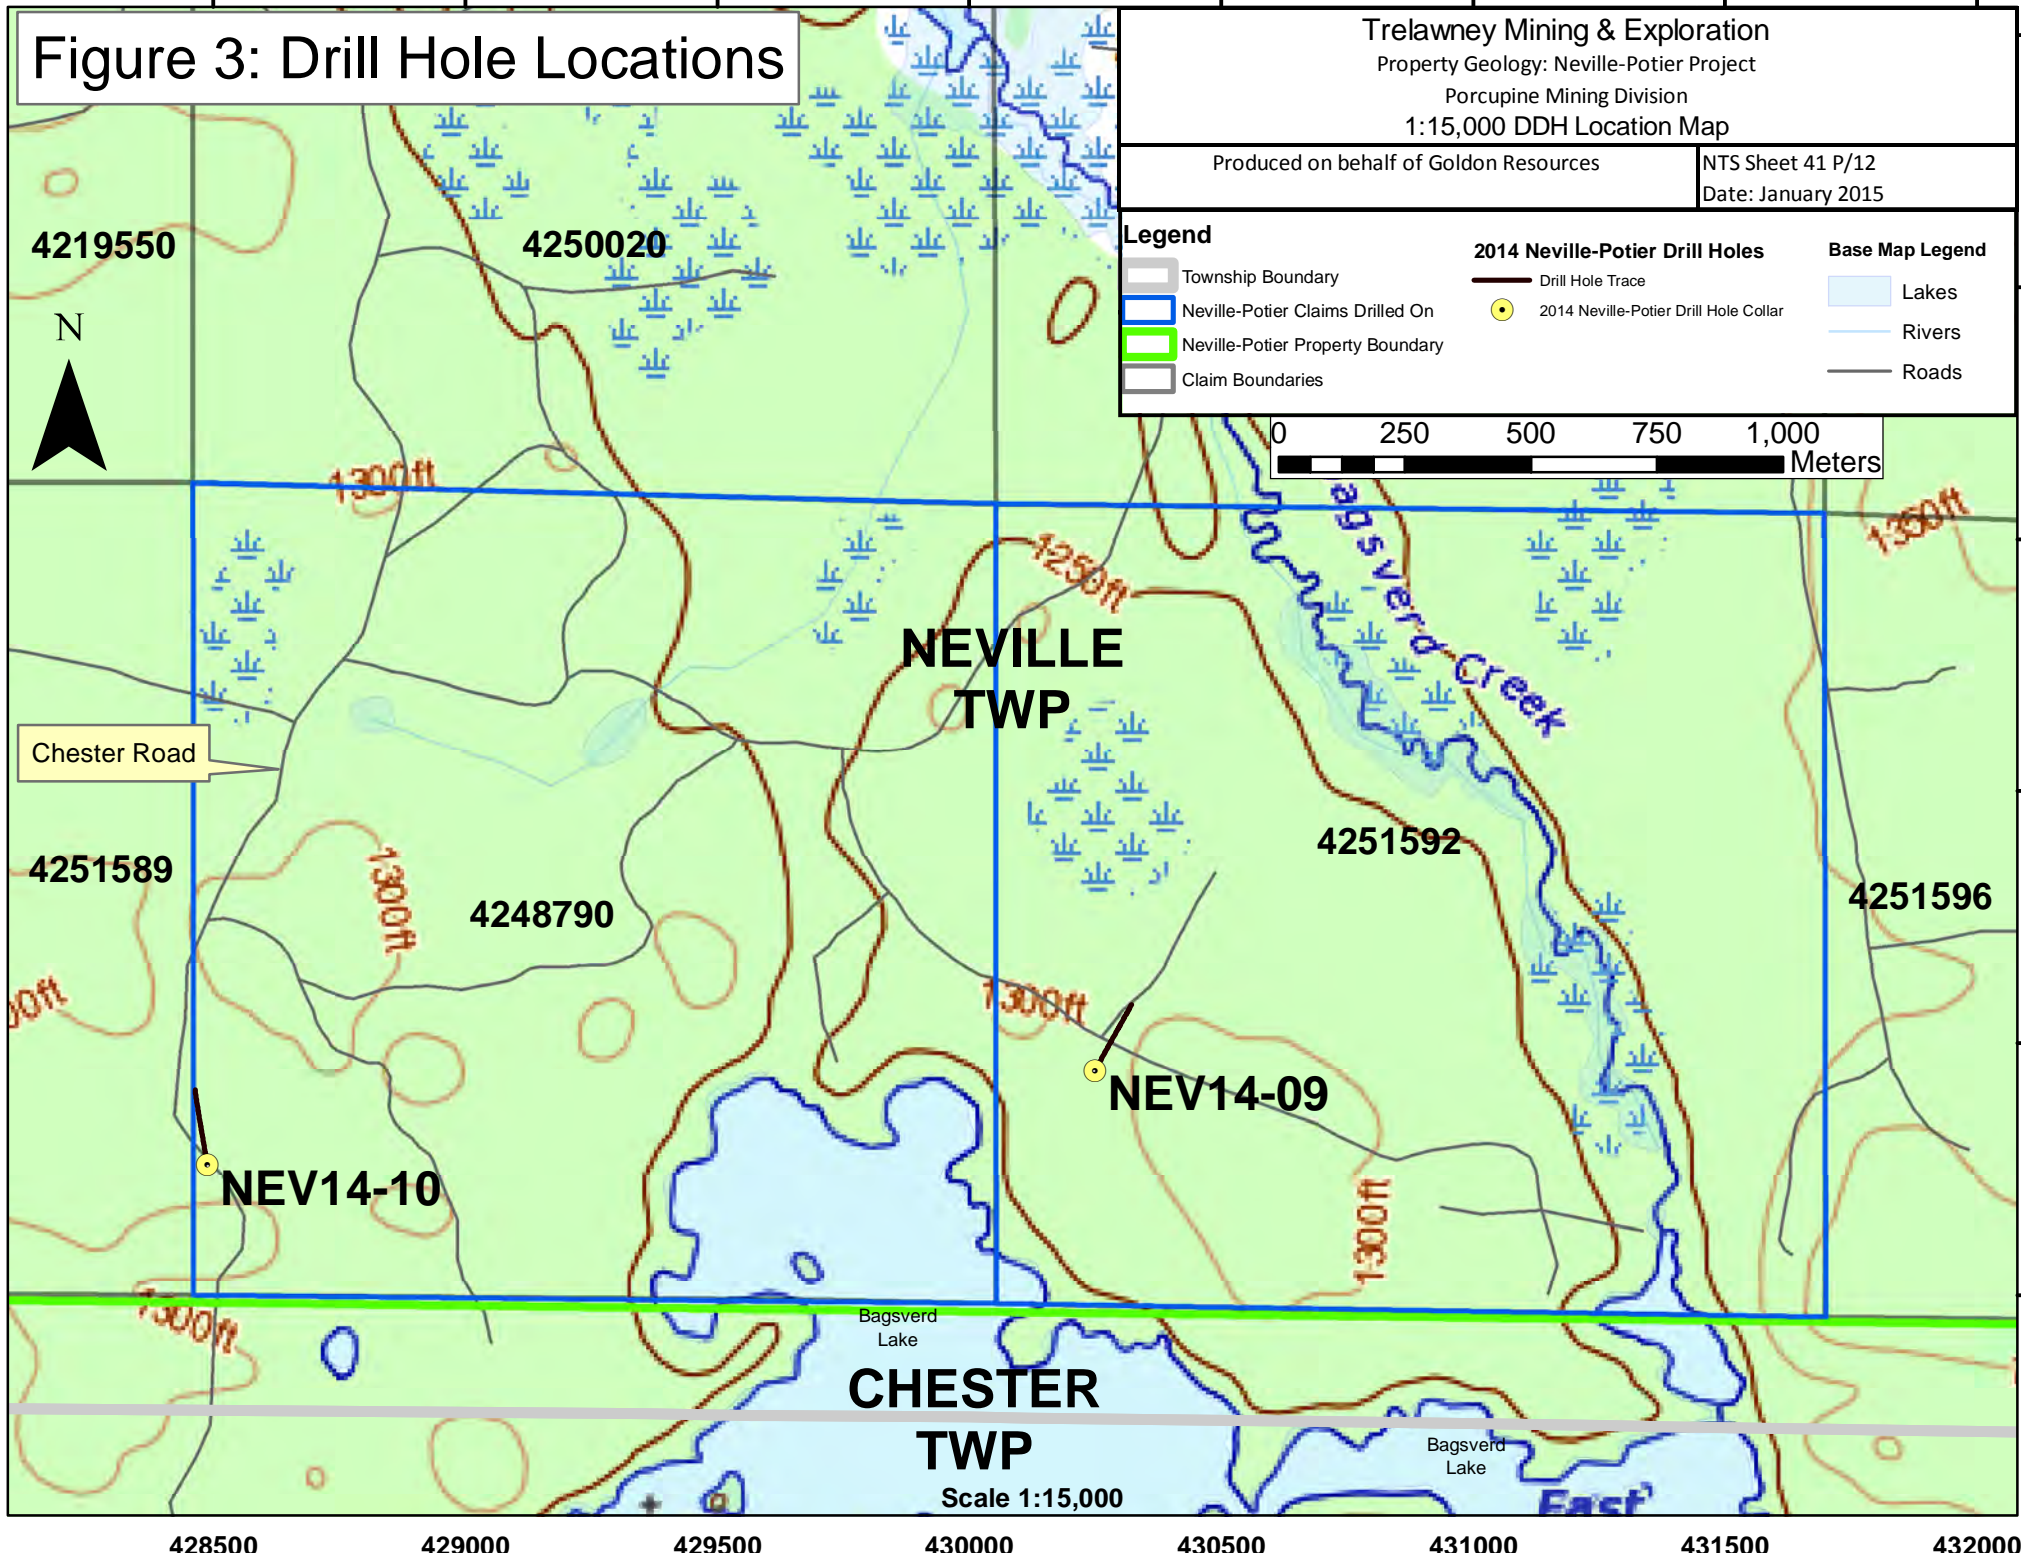 Figure 3: Drill Hole Locations
Trelawney Mining & Exploration
Property Geology: Neville-Potier Project
Porcupine Mining Division
1:15,000 DDH Location Map
Produced on behalf of Goldon Resources
NTS Sheet 41 P/12
Date: January 2015
Legend
Township Boundary
Neville-Potier Claims Drilled On
Neville-Potier Property Boundary
Claim Boundaries
2014 Neville-Potier Drill Holes
Drill Hole Trace
2014 Neville-Potier Drill Hole Collar
Base Map Legend
Lakes
Rivers
Roads
0 250 500 750 1,000
Meters
4219550
4250020
N
1300ft
1350ft
1250ft
agsverd Creek
NEVILLE
TWP
Chester Road
4251589
4248790
1300ft
4251592
4251596
00ft
1300ft
NEV14-09
NEV14-10
1300ft
1300ft
Bagsverd
Lake
CHESTER
TWP
Bagsverd
Lake
Scale 1:15,000
East
428500 429000 429500 430000 430500 431000 431500 432000